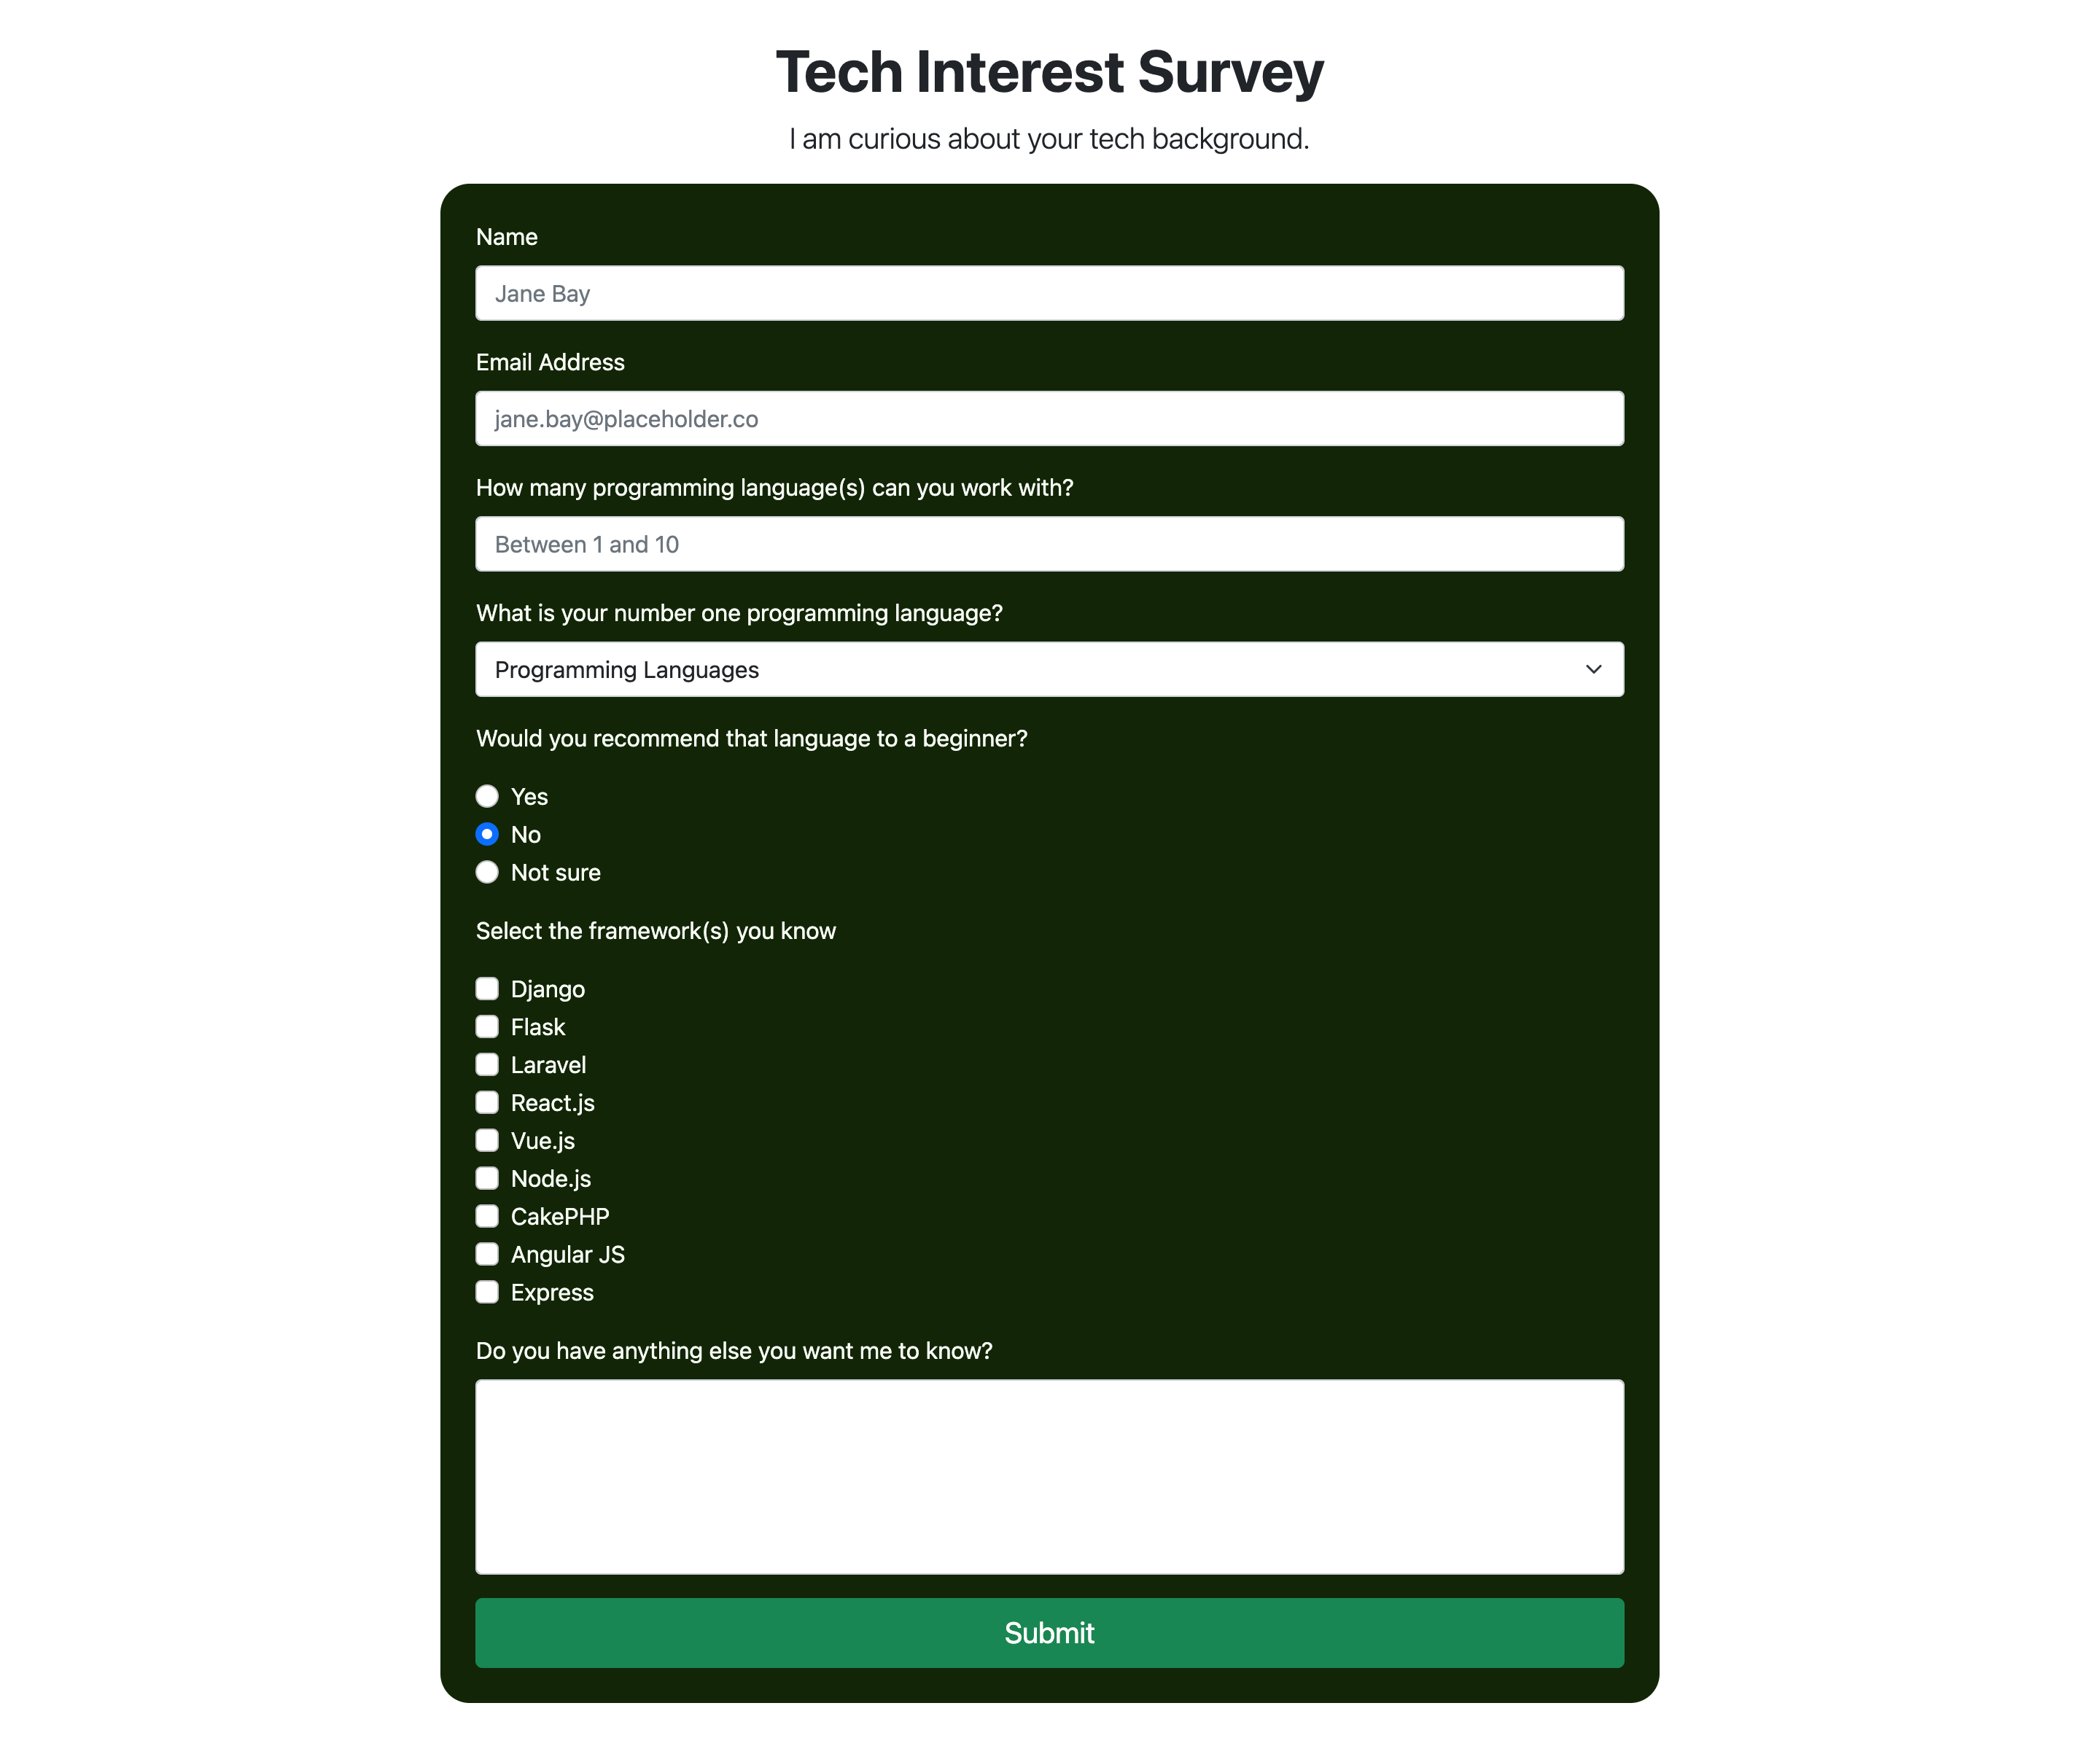 Tech Interest Survey
I am curious about your tech background.
Name
Jane Bay
Email Address
jane.bay@placeholder.co
How many programming language(s) can you work with?
Between 1 and 10
What is your number one programming language?
Programming Languages
Would you recommend that language to a beginner?
Yes
No
Not sure
Select the framework(s) you know
Django
Flask
Laravel
React.js
Vue.js
Node.js
CakePHP
Angular JS
Express
Do you have anything else you want me to know?
Submit